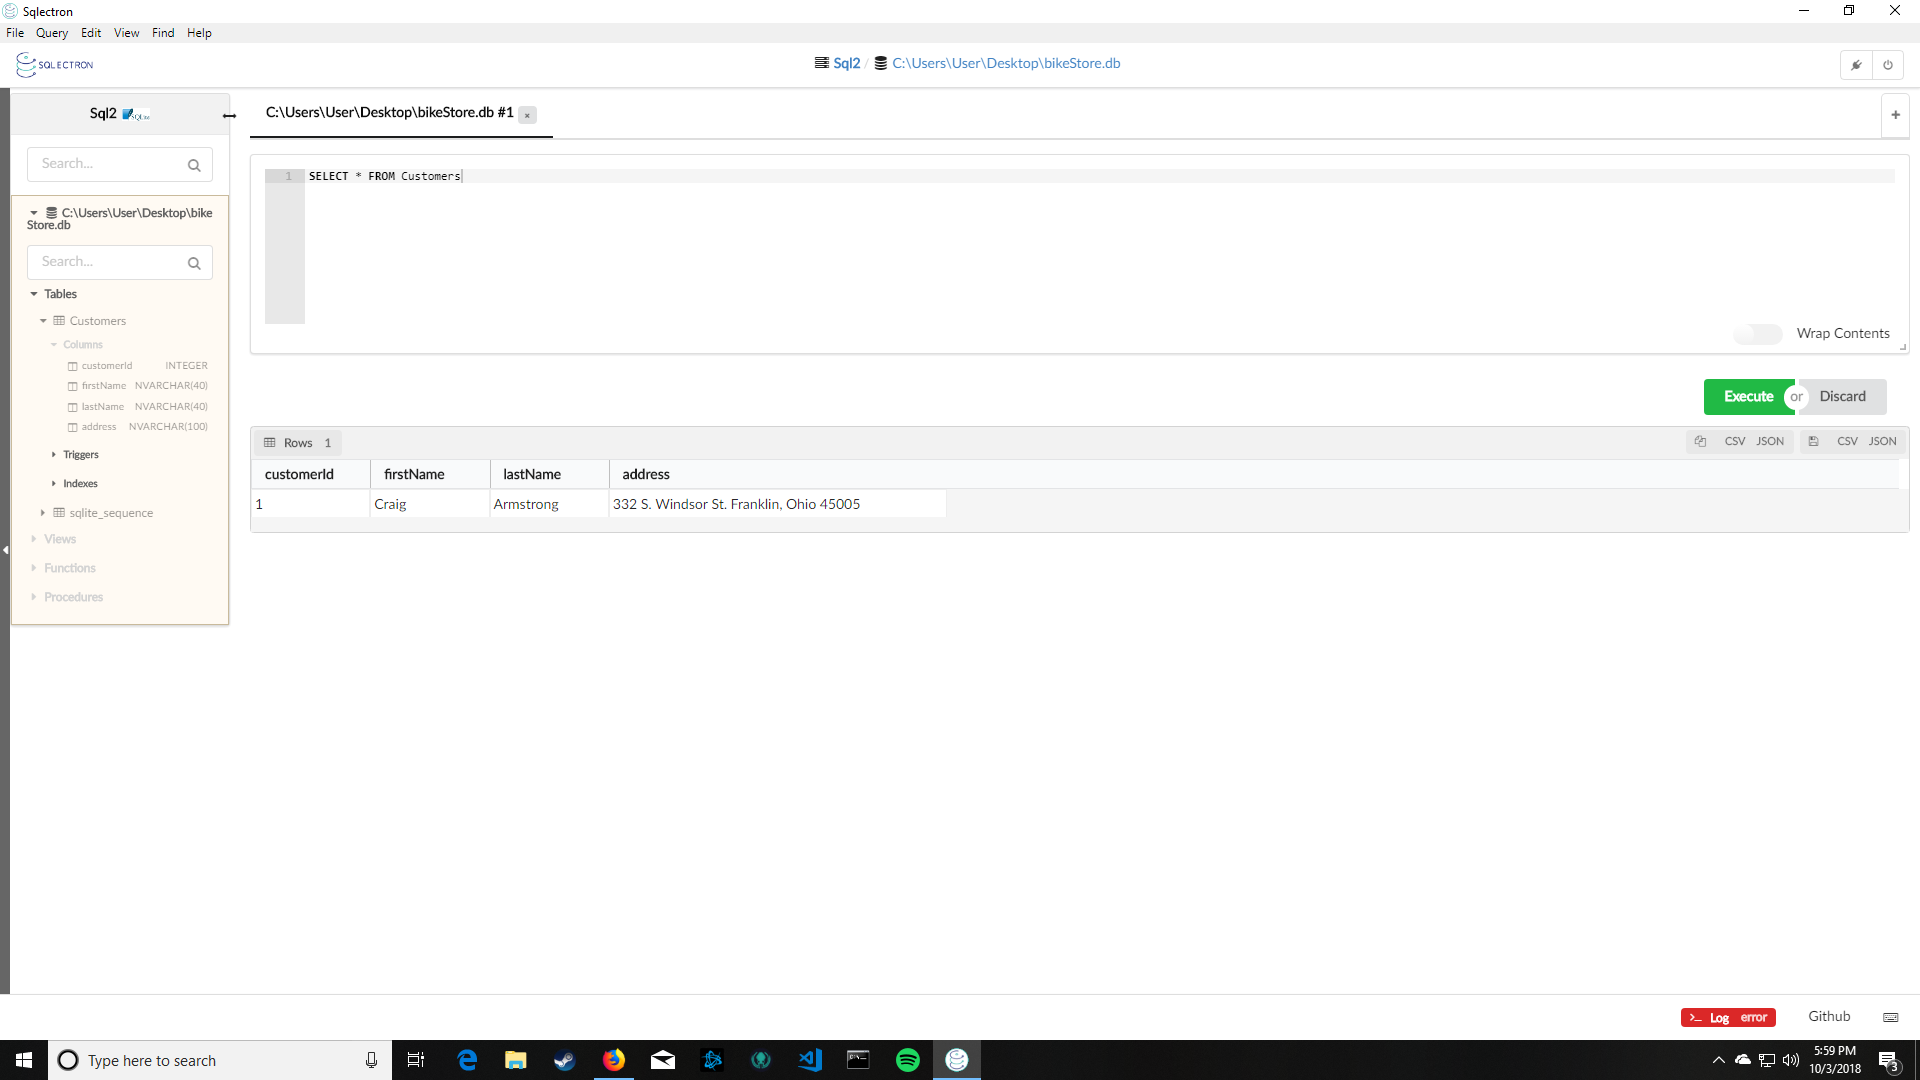 Sqlectron
File Query Edit View Find Help
SQLECTRON
Sql2 / C:\Users\User\Desktop\bikeStore.db
Sql2 SQLite
C:\Users\User\Desktop\bikeStore.db #1 ×
+
Search...
1 SELECT * FROM Customers
C:\Users\User\Desktop\bike
Store.db
Search...
Tables
Customers
Columns
customerId INTEGER
firstName NVARCHAR(40)
lastName NVARCHAR(40)
address NVARCHAR(100)
Triggers
Indexes
sqlite_sequence
Views
Functions
Procedures
Wrap Contents
Execute or Discard
Rows 1
CSV JSON CSV JSON
customerId firstName lastName address
1 Craig Armstrong 332 S. Windsor St. Franklin, Ohio 45005
>_ Log error Github
Type here to search
5:59 PM
10/3/2018
3